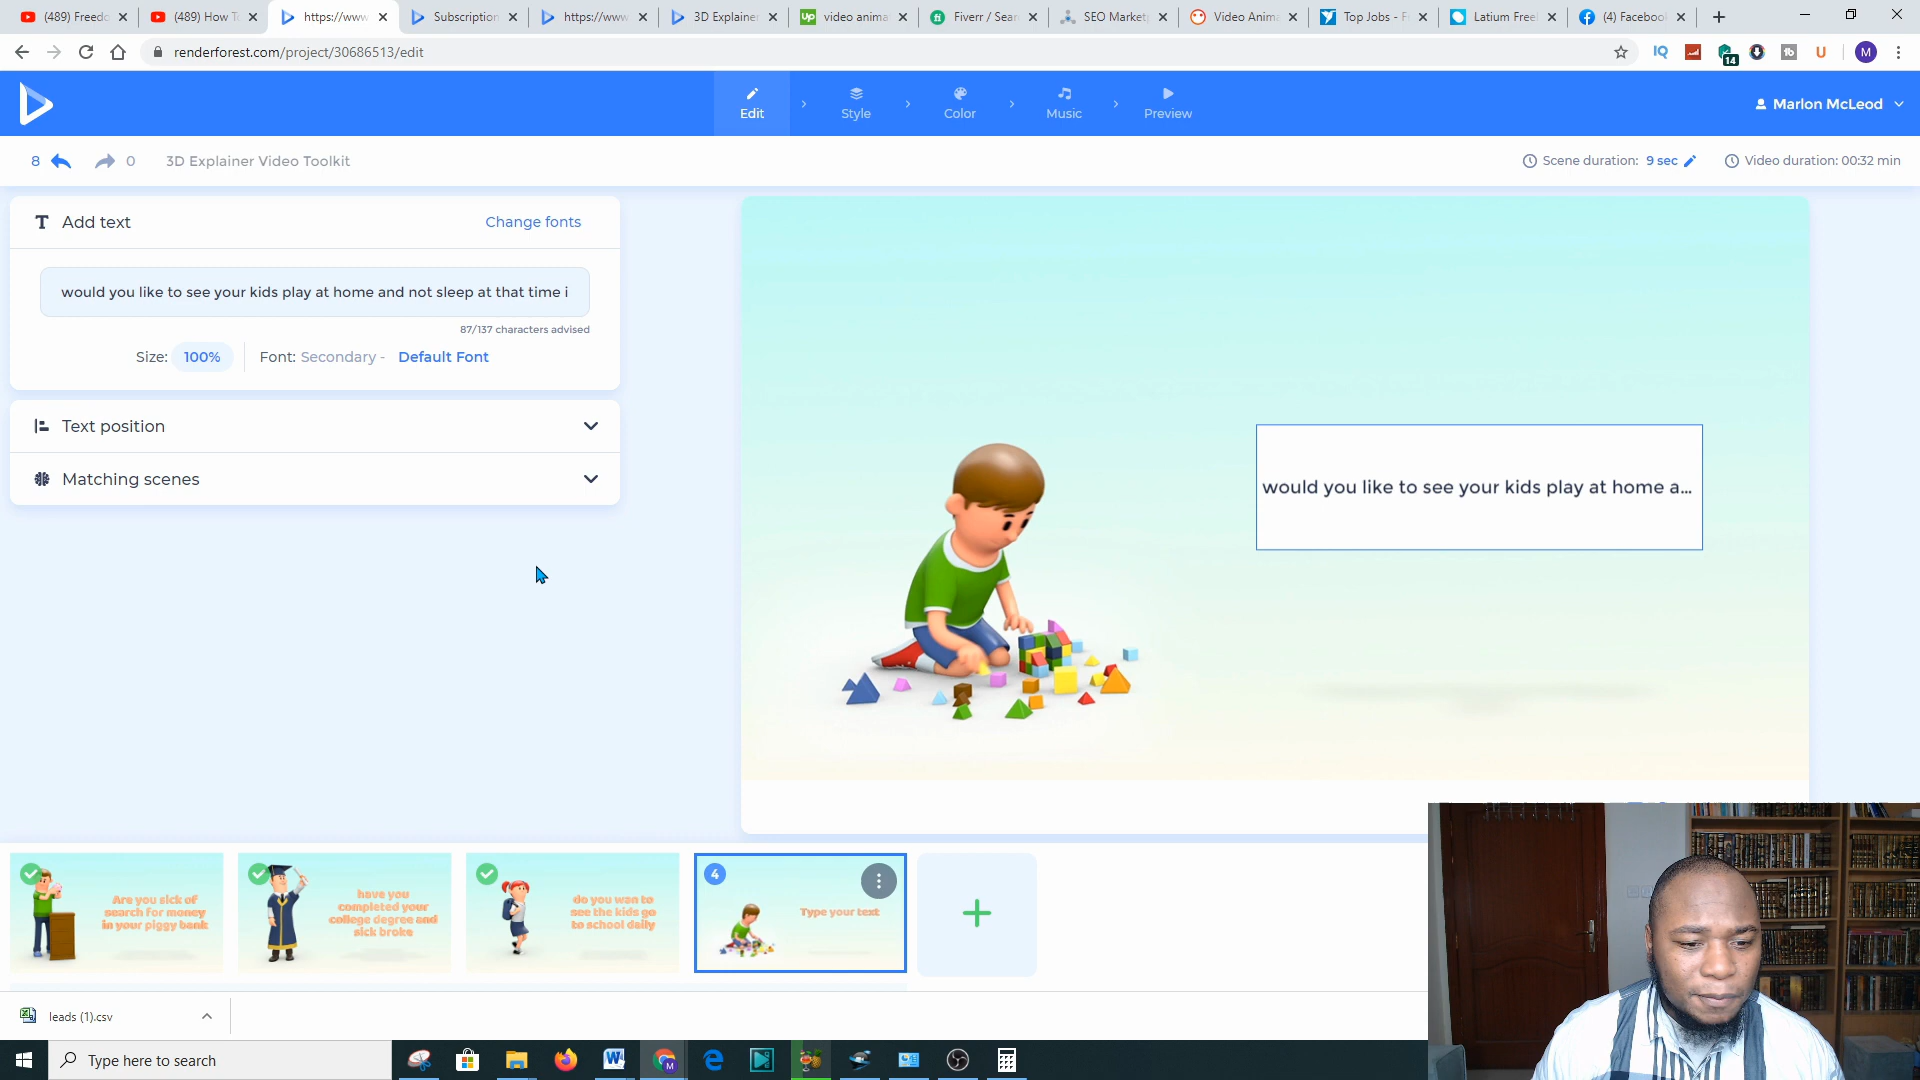 (489) Freedo
(489) How T
https://www
Subscription
https://www
3D Explainer
video anima
Fiverr / Sear
SEO Market
Video Anima
Top Jobs - F
Latium Free
(4) Facebook
renderforest.com/project/30686513/edit
IQ
14
tb
U
M
Edit
Style
Color
Music
Preview
Marlon McLeod
8
0
3D Explainer Video Toolkit
Scene duration: 9 sec
Video duration: 00:32 min
T Add text
Change fonts
would you like to see your kids play at home and not sleep at that time i
87/137 characters advised
Size: 100%
Font: Secondary - Default Font
Text position
Matching scenes
would you like to see your kids play at home a...
Are you sick of
search for money
in your piggy bank
have you
completed your
college degree and
sick broke
do you wan to
see the kids go
to school daily
4
Type your text
leads (1).csv
Type here to search